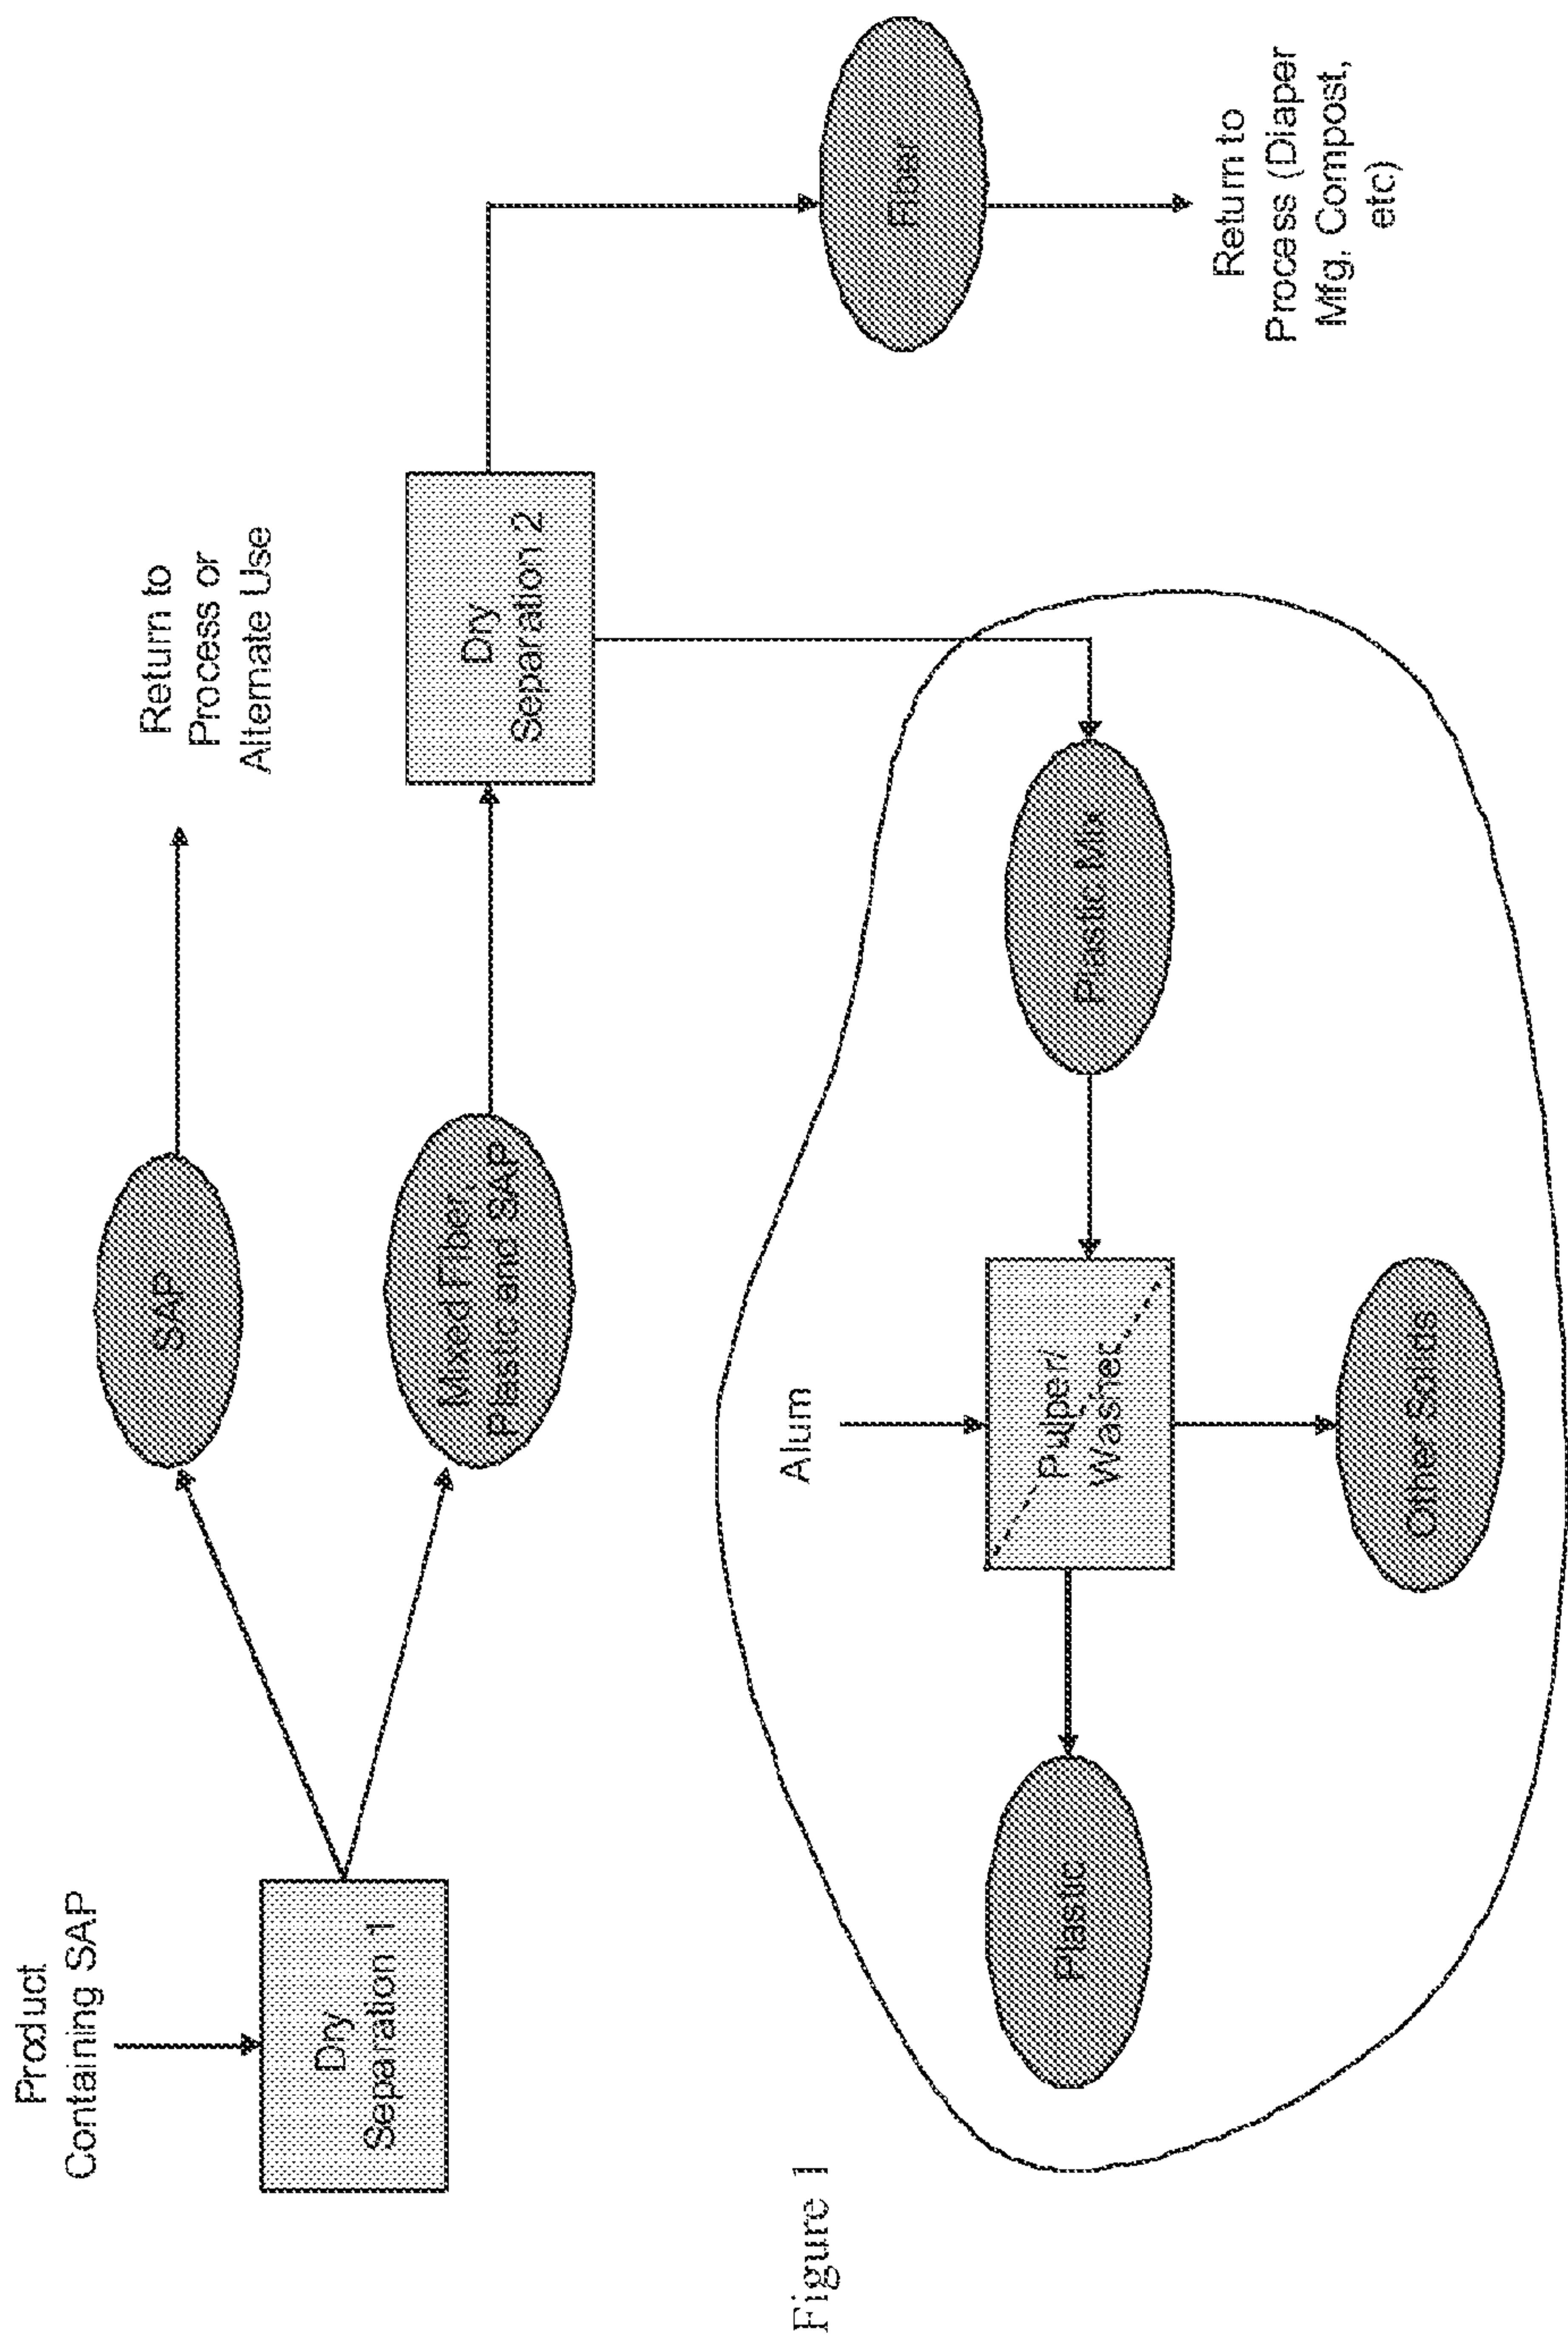 Product
Containing SAP
Dry
Separation 1
SAP
Return to
Process or
Alternate Use
Mixed Fiber,
Plastic and SAP
Dry
Separation 2
Fiber
Return to
Process (Diaper
Mfg, Compost,
etc)
Plastic Mix
Alum
Pulper/
Washer
Plastic
Other Solids
Figure 1